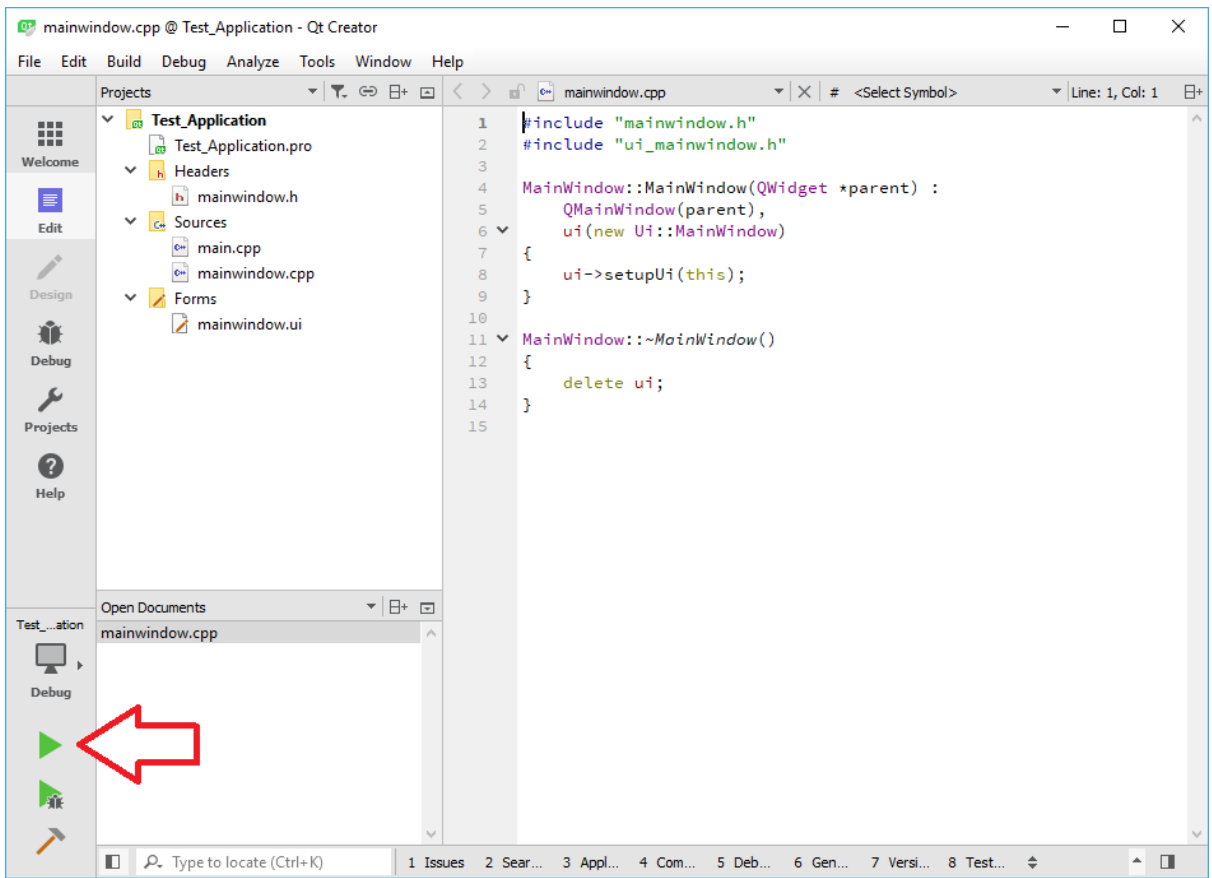 mainwindow.cpp @ Test_Application - Qt Creator
File Edit Build Debug Analyze Tools Window Help
Projects
mainwindow.cpp
# <Select Symbol>
Line: 1, Col: 1
Welcome
Edit
Design
Debug
Projects
Help
Test_Application
Test_Application.pro
Headers
mainwindow.h
Sources
main.cpp
mainwindow.cpp
Forms
mainwindow.ui
1 #include "mainwindow.h"
2 #include "ui_mainwindow.h"
3
4 MainWindow::MainWindow(QWidget *parent) :
5     QMainWindow(parent),
6     ui(new Ui::MainWindow)
7 {
8     ui->setupUi(this);
9 }
10
11 MainWindow::~MainWindow()
12 {
13     delete ui;
14 }
15
Open Documents
mainwindow.cpp
Test_...ation
Debug
Type to locate (Ctrl+K)
1 Issues 2 Sear... 3 Appl... 4 Com... 5 Deb... 6 Gen... 7 Versi... 8 Test...